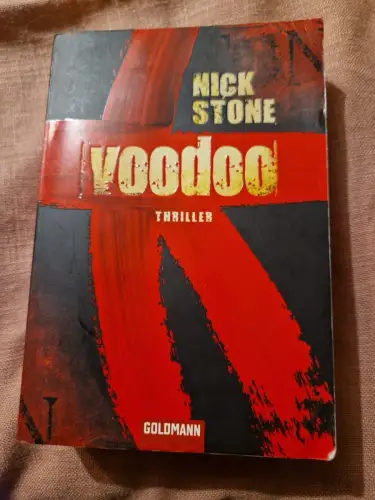 NICK
STONE
VOODOO
THRILLER
GOLDMANN